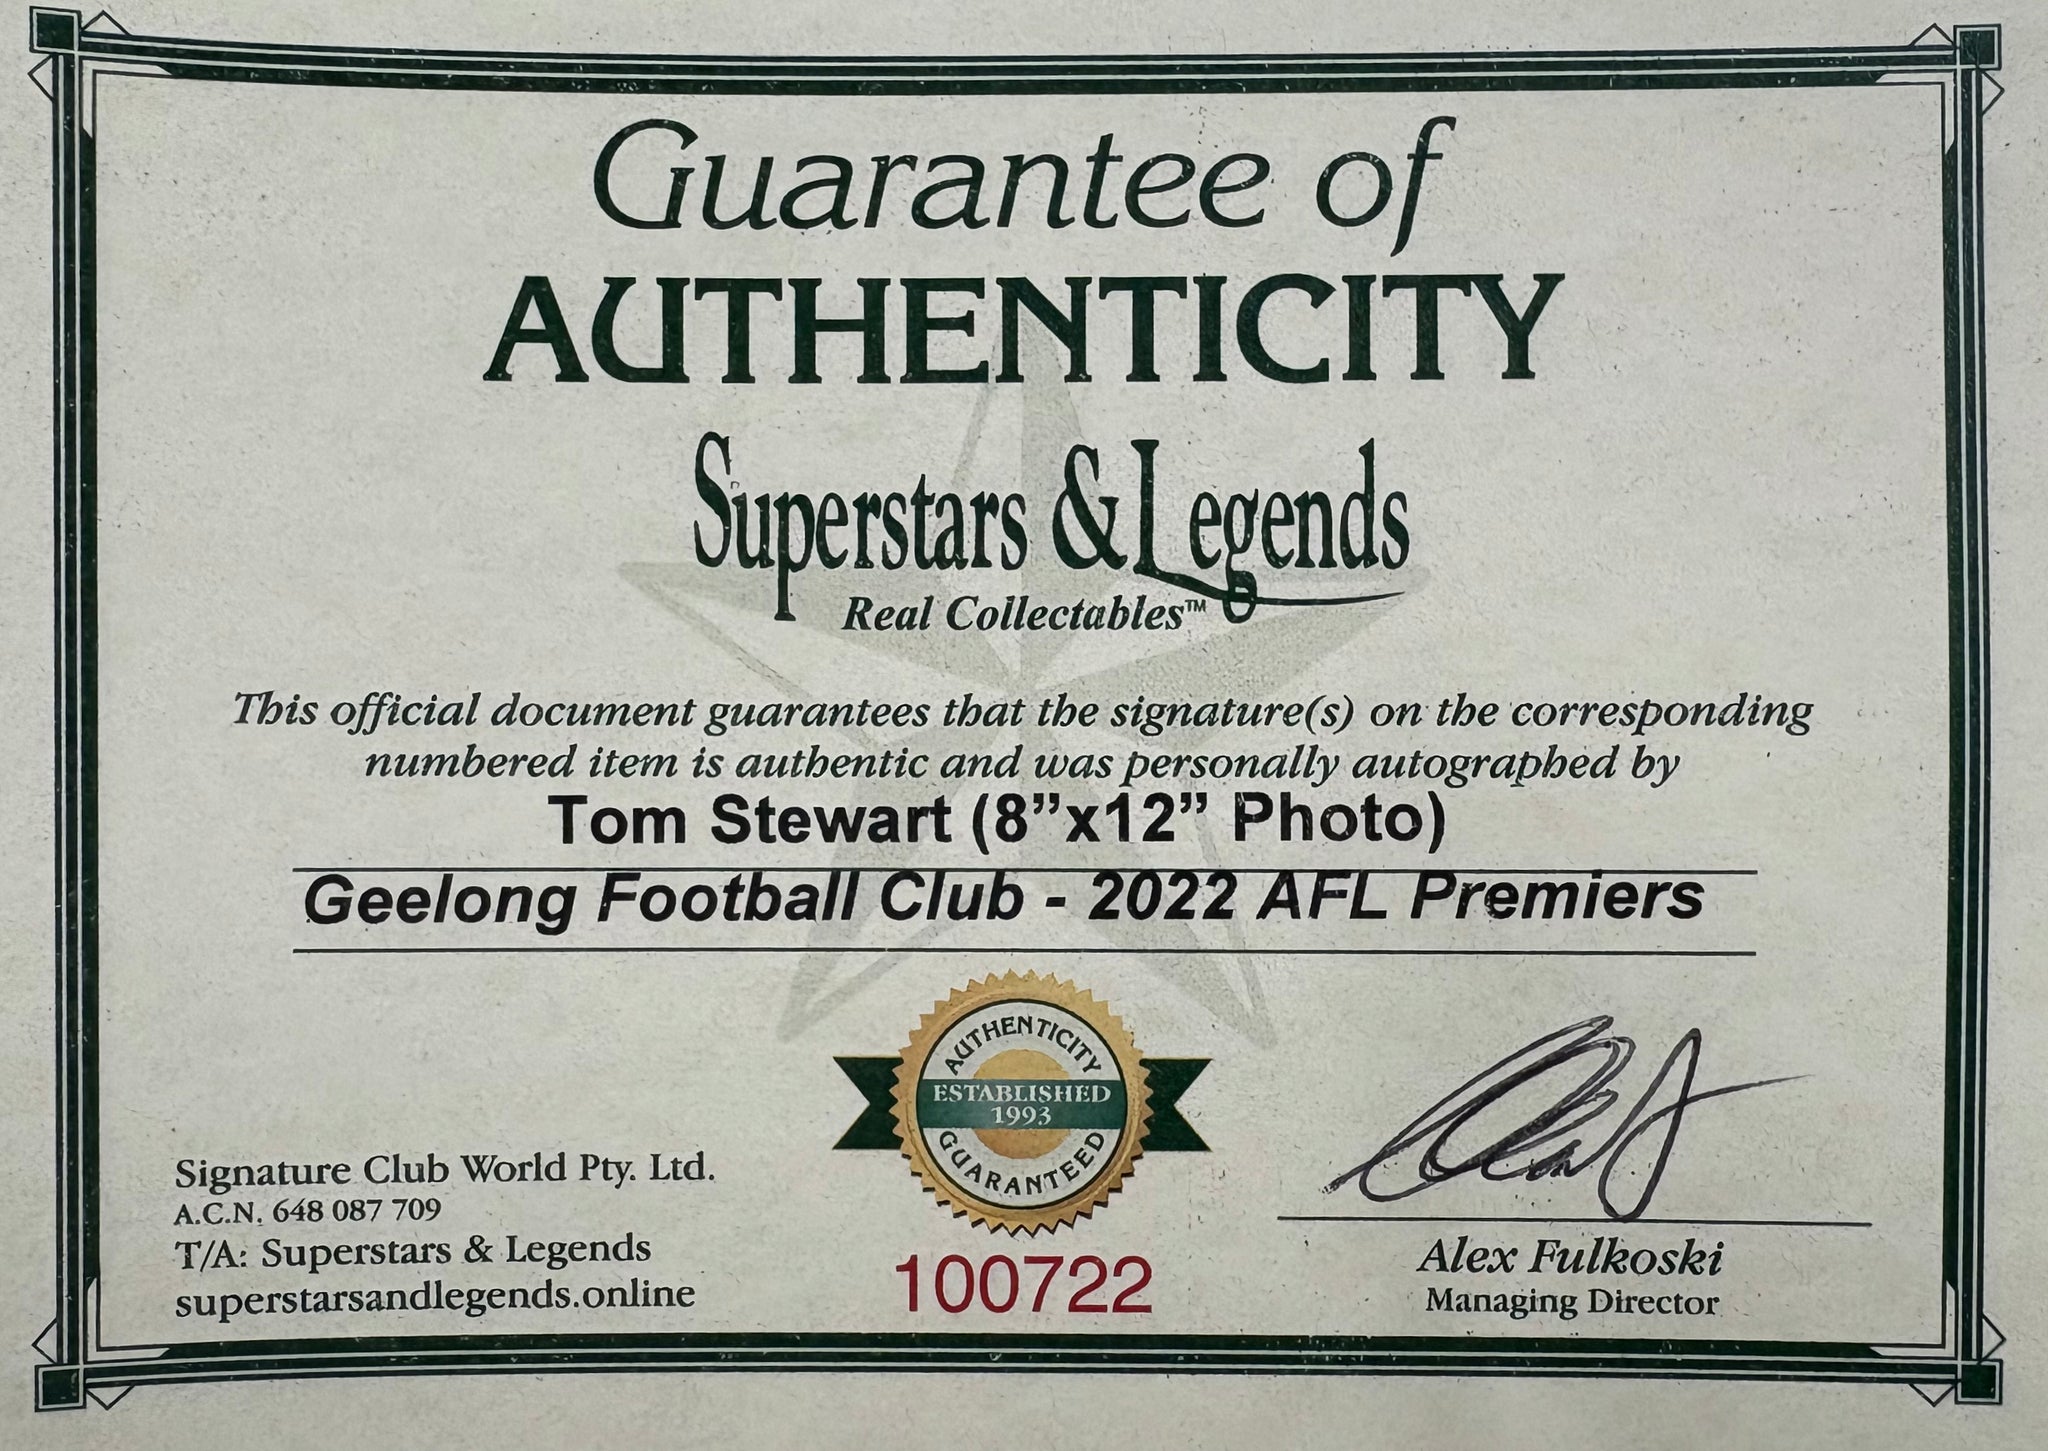 Guarantee of
AUTHENTICITY
Superstars & Legends
Real Collectables™
This official document guarantees that the signature(s) on the corresponding
numbered item is authentic and was personally autographed by
Tom Stewart (8”x12” Photo)
Geelong Football Club - 2022 AFL Premiers
AUTHENTICITY
ESTABLISHED
1993
GUARANTEED
Signature Club World Pty. Ltd.
A.C.N. 648 087 709
T/A: Superstars & Legends
superstarsandlegends.online
100722
Alex Fulkoski
Managing Director